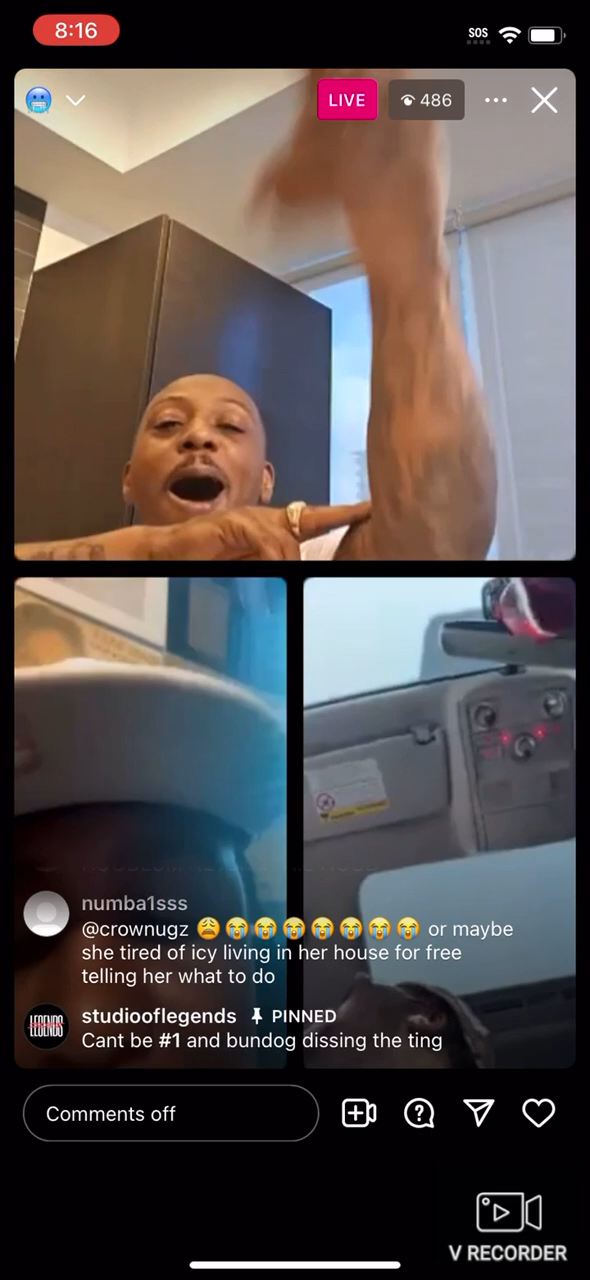 8:16
SOS
LIVE
486
numba1sss
@crownugz 😩😭😭😭😭😭😭😭 or maybe
she tired of icy living in her house for free
telling her what to do
LEGENDS
studiooflegends PINNED
Cant be #1 and bundog dissing the ting
Comments off
V RECORDER